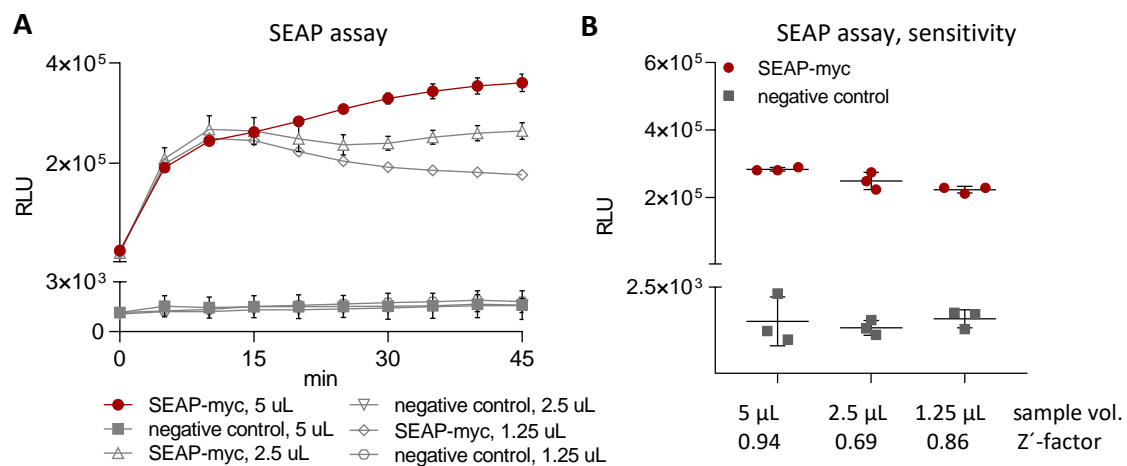 A
SEAP assay
4×10⁵
2×10⁵
RLU
3×10³
0
0 15 30 45
min
SEAP-myc, 5 uL
negative control, 5 uL
SEAP-myc, 2.5 uL
negative control, 2.5 uL
SEAP-myc, 1.25 uL
negative control, 1.25 uL
B
SEAP assay, sensitivity
6×10⁵
SEAP-myc
negative control
4×10⁵
2×10⁵
RLU
2.5×10³
5 µL 2.5 µL 1.25 µL sample vol.
0.94 0.69 0.86 Z´-factor